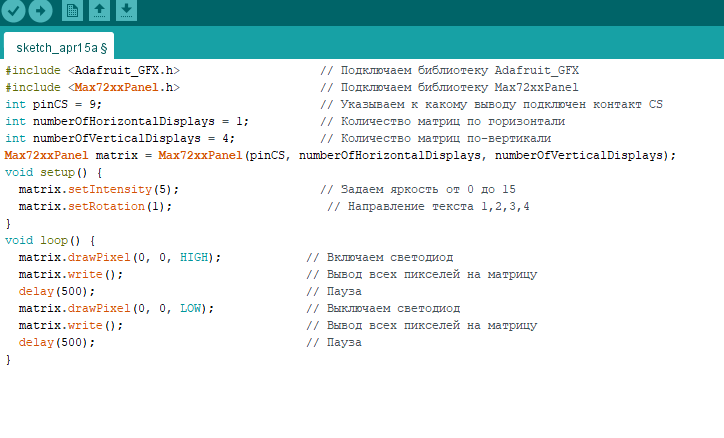 sketch_apr15a §
#include <Adafruit_GFX.h> // Подключаем библиотеку Adafruit_GFX
#include <Max72xxPanel.h> // Подключаем библиотеку Max72xxPanel
int pinCS = 9; // Указываем к какому выводу подключен контакт CS
int numberOfHorizontalDisplays = 1; // Количество матриц по горизонтали
int numberOfVerticalDisplays = 4; // Количество матриц по-вертикали
Max72xxPanel matrix = Max72xxPanel(pinCS, numberOfHorizontalDisplays, numberOfVerticalDisplays);
void setup() {
matrix.setIntensity(5); // Задаем яркость от 0 до 15
matrix.setRotation(1); // Направление текста 1,2,3,4
}
void loop() {
matrix.drawPixel(0, 0, HIGH); // Включаем светодиод
matrix.write(); // Вывод всех пикселей на матрицу
delay(500); // Пауза
matrix.drawPixel(0, 0, LOW); // Выключаем светодиод
matrix.write(); // Вывод всех пикселей на матрицу
delay(500); // Пауза
}